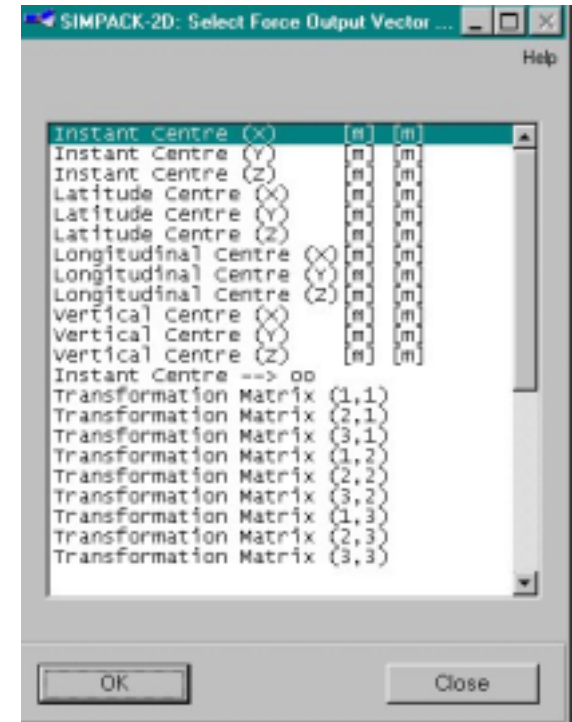 SIMPACK-2D: Select Force Output Vector ...
Help
Instant Centre (X) [m] [m]
Instant Centre (Y) [m] [m]
Instant Centre (Z) [m] [m]
Latitude Centre (X) [m] [m]
Latitude Centre (Y) [m] [m]
Latitude Centre (Z) [m] [m]
Longitudinal Centre (X)[m] [m]
Longitudinal Centre (Y)[m] [m]
Longitudinal Centre (Z)[m] [m]
Vertical Centre (X) [m] [m]
Vertical Centre (Y) [m] [m]
Vertical Centre (Z) [m] [m]
Instant Centre --> oo
Transformation Matrix (1,1)
Transformation Matrix (2,1)
Transformation Matrix (3,1)
Transformation Matrix (1,2)
Transformation Matrix (2,2)
Transformation Matrix (3,2)
Transformation Matrix (1,3)
Transformation Matrix (2,3)
Transformation Matrix (3,3)
OK Close